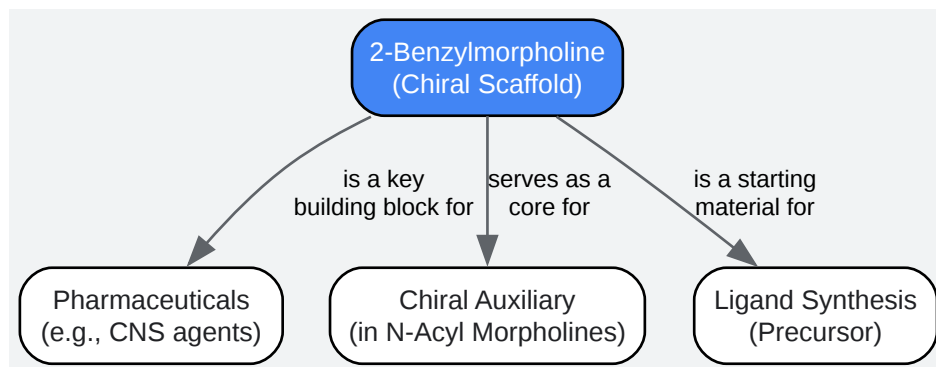 2-Benzylmorpholine
(Chiral Scaffold)
is a key
building block for
serves as a
core for
is a starting
material for
Pharmaceuticals
(e.g., CNS agents)
Chiral Auxiliary
(in N-Acyl Morpholines)
Ligand Synthesis
(Precursor)